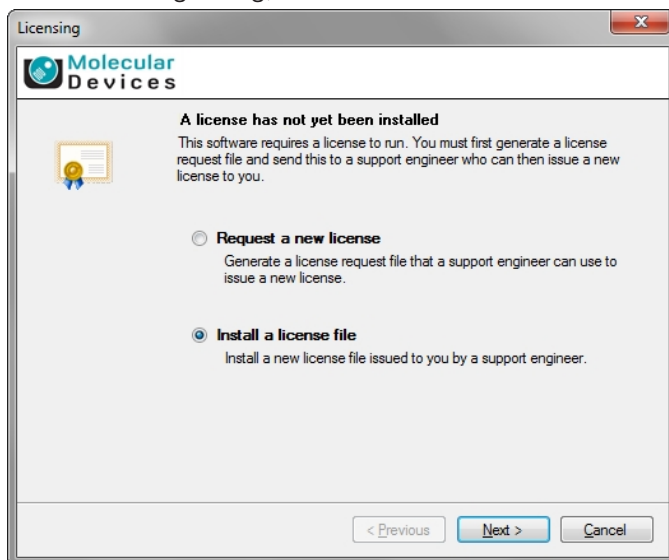 Licensing
Molecular
Devices
A license has not yet been installed
This software requires a license to run. You must first generate a license
request file and send this to a support engineer who can then issue a new
license to you.
Request a new license
Generate a license request file that a support engineer can use to
issue a new license.
Install a license file
Install a new license file issued to you by a support engineer.
< Previous Next > Cancel